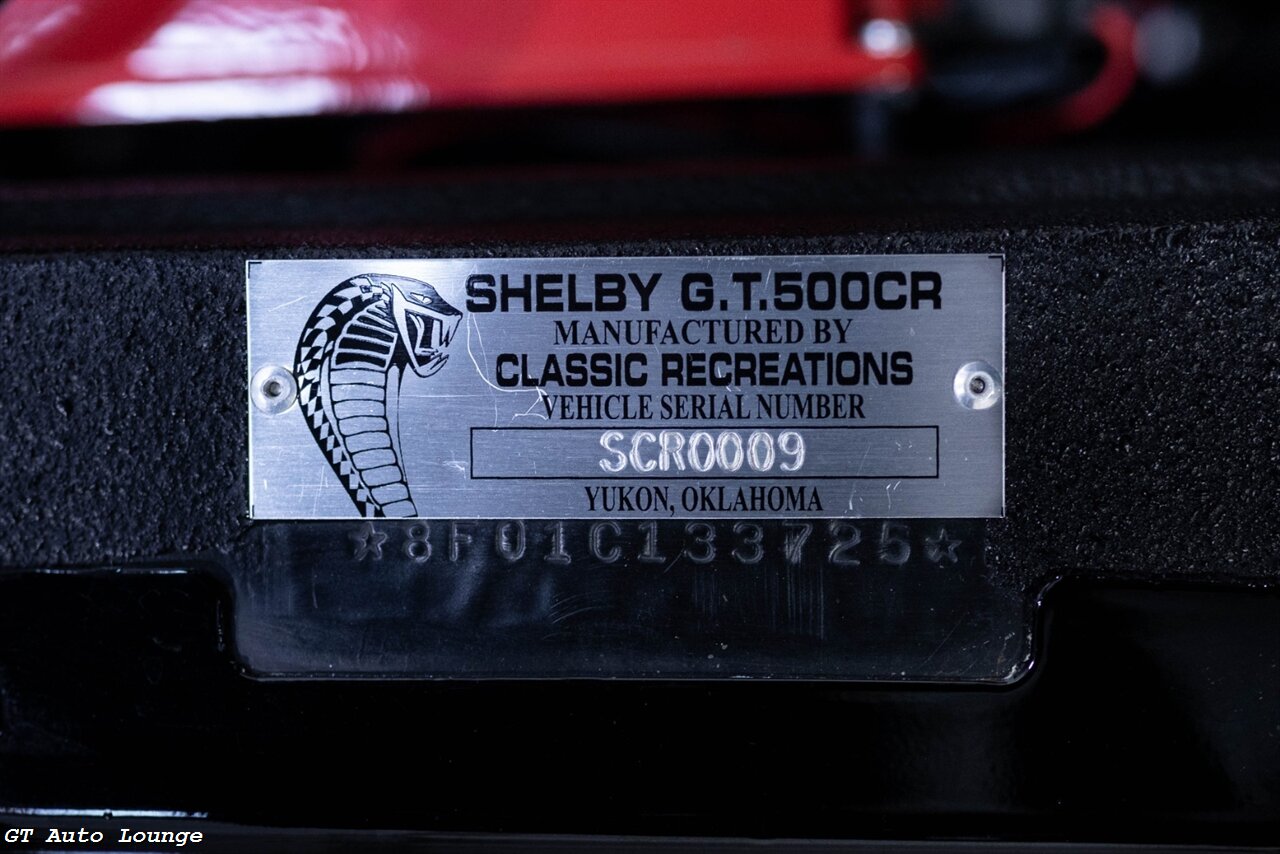 SHELBY G.T.500CR
MANUFACTURED BY
CLASSIC RECREATIONS
VEHICLE SERIAL NUMBER
SCR0009
YUKON, OKLAHOMA
☆8F01C133725☆
GT Auto Lounge